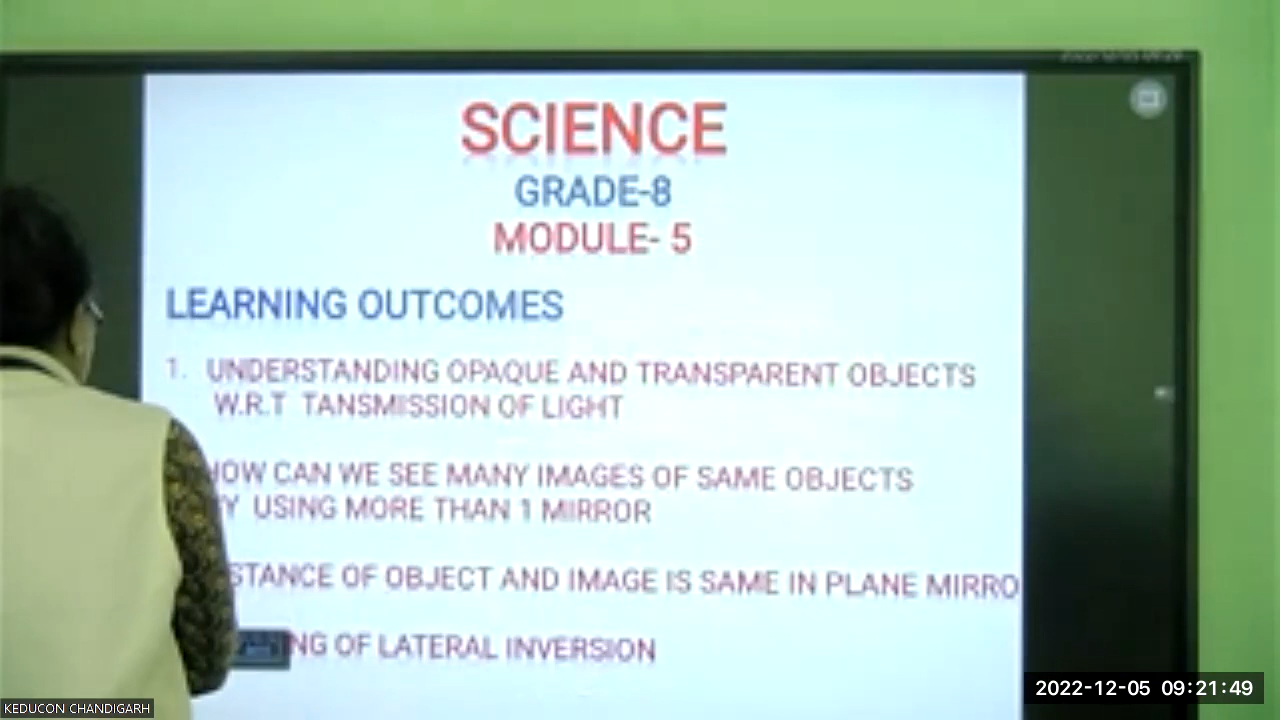 SCIENCE
GRADE-8
MODULE- 5
LEARNING OUTCOMES
1. UNDERSTANDING OPAQUE AND TRANSPARENT OBJECTS
W.R.T TANSMISSION OF LIGHT
HOW CAN WE SEE MANY IMAGES OF SAME OBJECTS
USING MORE THAN 1 MIRROR
STANCE OF OBJECT AND IMAGE IS SAME IN PLANE MIRRO
NG OF LATERAL INVERSION
KEDUCON CHANDIGARH
2022-12-05 09:21:49